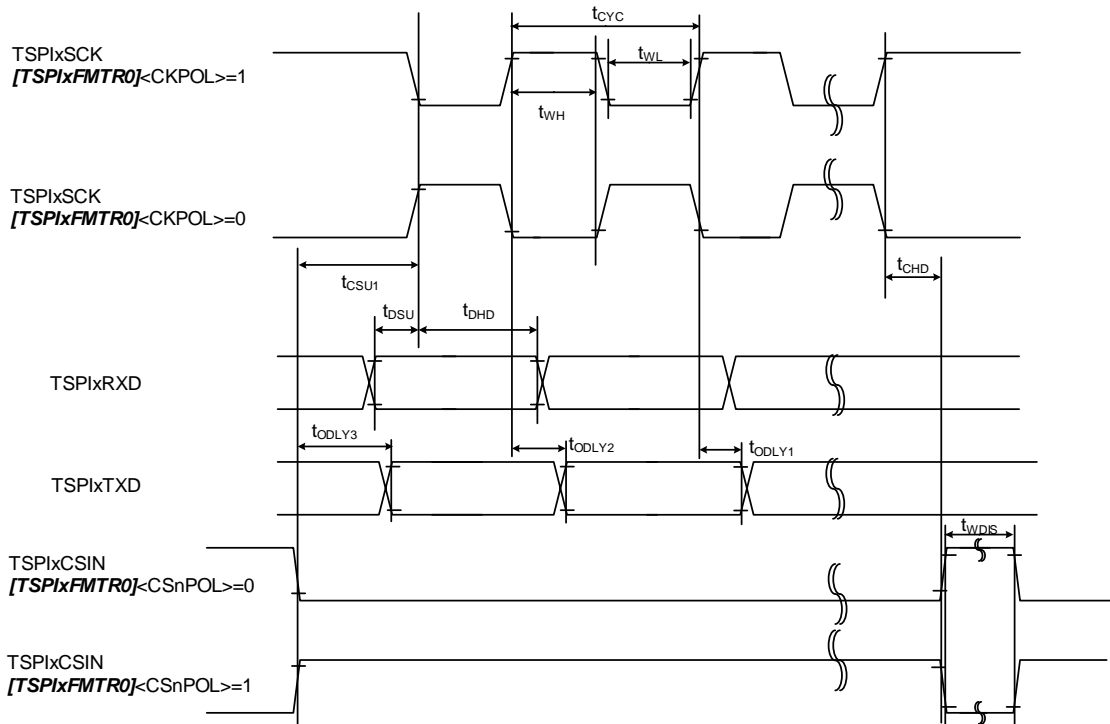 tCYC
TSPIxSCK
[TSPIxFMTR0]<CKPOL>=1
tWL
tWH
TSPIxSCK
[TSPIxFMTR0]<CKPOL>=0
tCHD
tCSU1
tDSU
tDHD
TSPIxRXD
tODLY3
tODLY2
tODLY1
TSPIxTXD
tWDIS
TSPIxCSIN
[TSPIxFMTR0]<CSnPOL>=0
TSPIxCSIN
[TSPIxFMTR0]<CSnPOL>=1